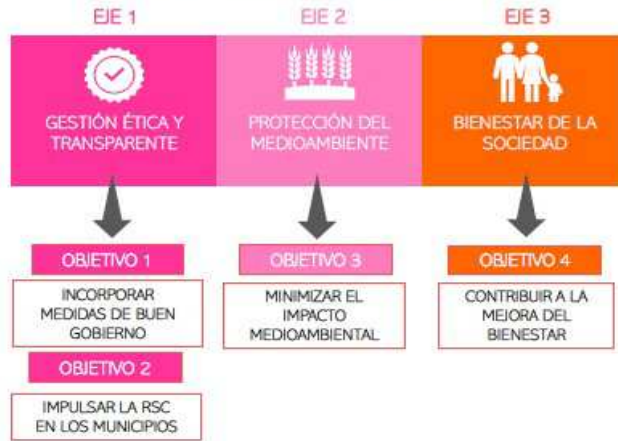 EJE 1
GESTIÓN ÉTICA Y
TRANSPARENTE
OBJETIVO 1
INCORPORAR
MEDIDAS DE BUEN
GOBIERNO
OBJETIVO 2
IMPULSAR LA RSC
EN LOS MUNICIPIOS
EJE 2
PROTECCIÓN DEL
MEDIOAMBIENTE
OBJETIVO 3
MINIMIZAR EL
IMPACTO
MEDIOAMBIENTAL
EJE 3
BIENESTAR DE LA
SOCIEDAD
OBJETIVO 4
CONTRIBUIR A LA
MEJORA DEL
BIENESTAR